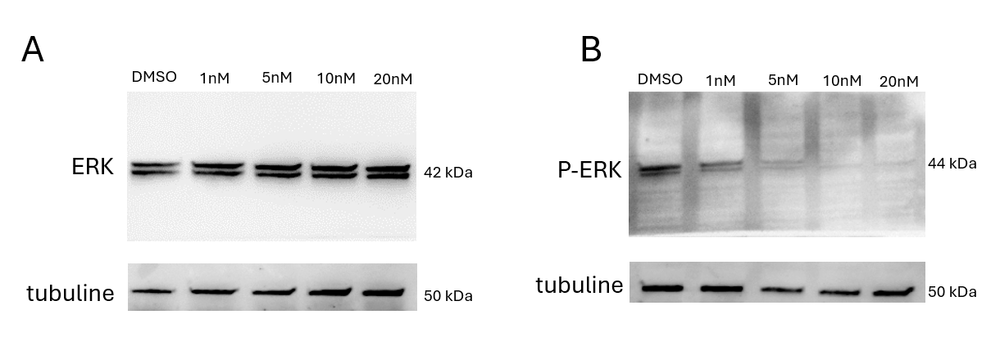 A
DMSO 1nM 5nM 10nM 20nM
ERK
42 kDa
tubuline
50 kDa
B
DMSO 1nM 5nM 10nM 20nM
P-ERK
44 kDa
tubuline
50 kDa